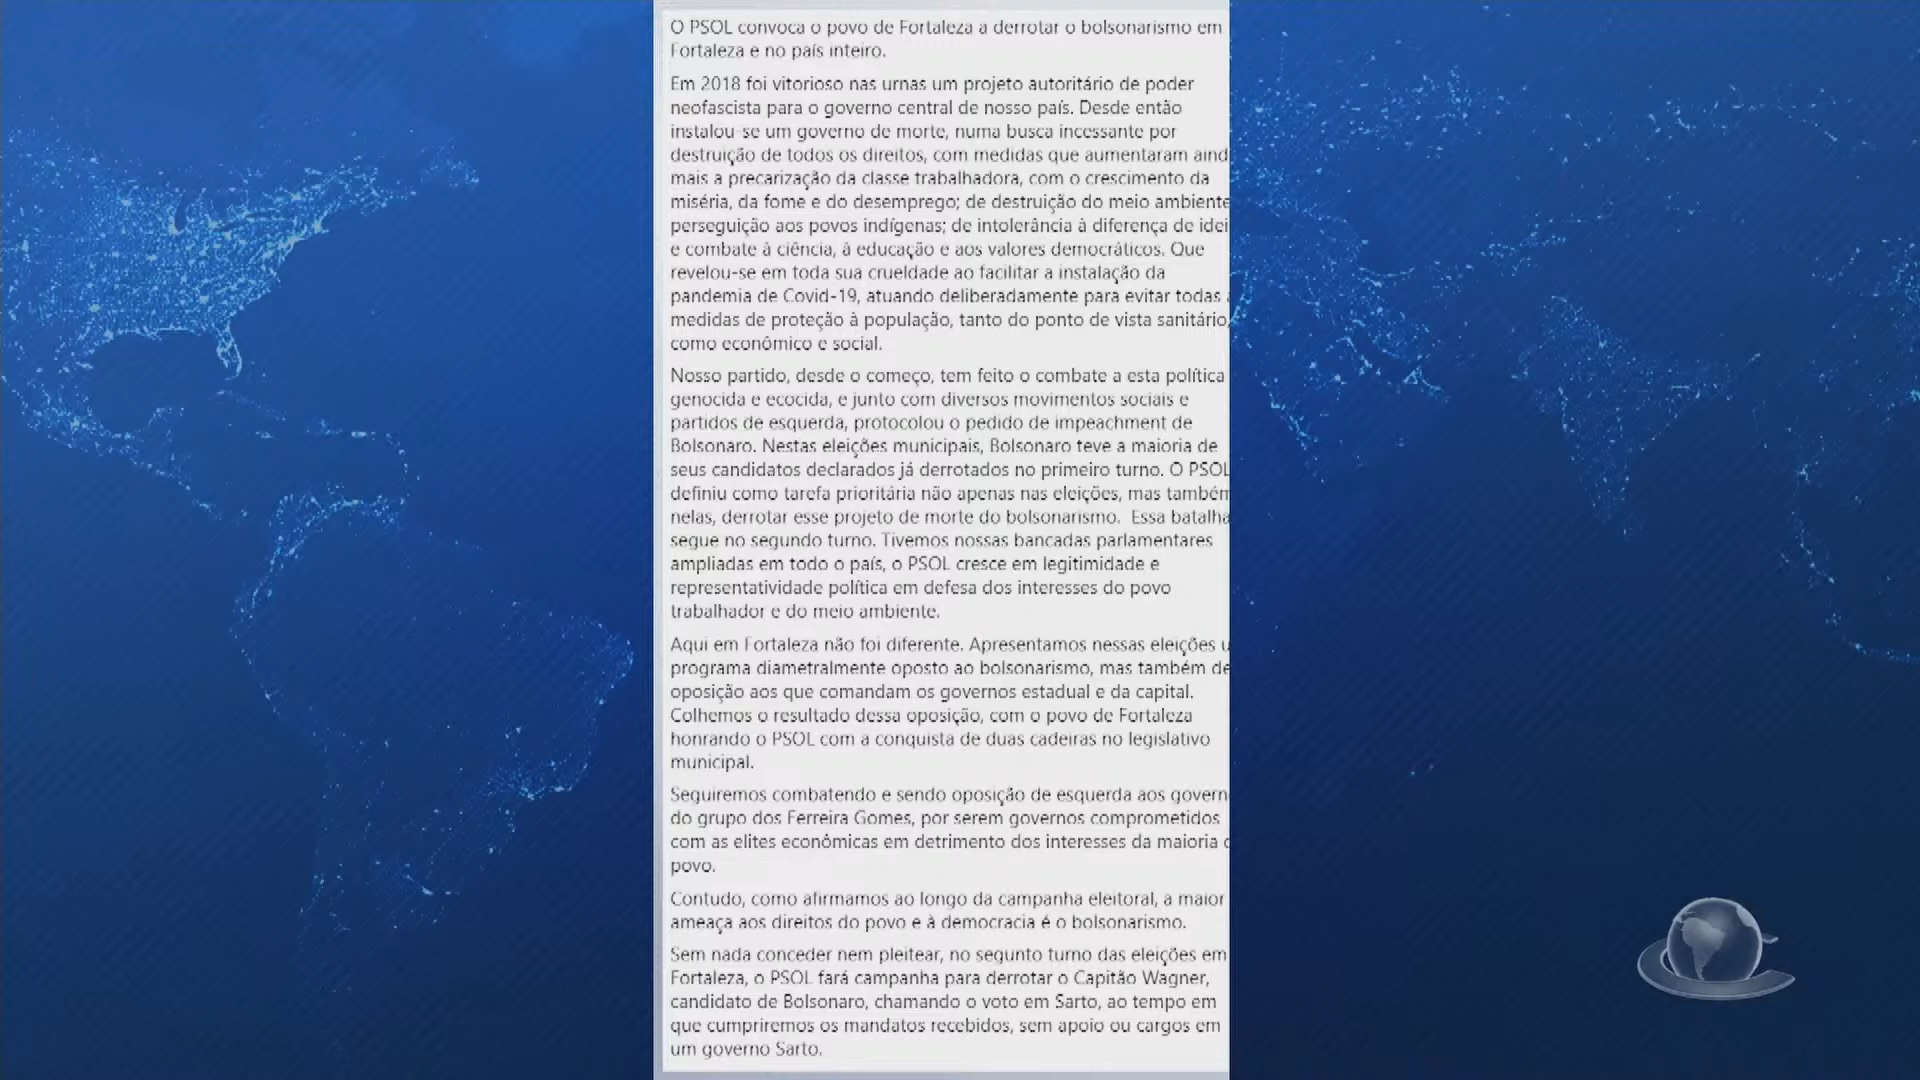 O PSOL convoca o povo de Fortaleza a derrotar o bolsonarismo em
Fortaleza e no país inteiro.
Em 2018 foi vitorioso nas urnas um projeto autoritário de poder
neofascista para o governo central de nosso país. Desde então
instalou-se um governo de morte, numa busca incessante por
destruição de todos os direitos, com medidas que aumentaram aind
mais a precarização da classe trabalhadora, com o crescimento da
miséria, da fome e do desemprego; de destruição do meio ambiente
perseguição aos povos indígenas; de intolerância à diferença de idei
e combate à ciência, à educação e aos valores democráticos. Que
revelou-se em toda sua crueldade ao facilitar a instalação da
pandemia de Covid-19, atuando deliberadamente para evitar todas
medidas de proteção à população, tanto do ponto de vista sanitário,
como econômico e social.
Nosso partido, desde o começo, tem feito o combate a esta política
genocida e ecocida, e junto com diversos movimentos sociais e
partidos de esquerda, protocolou o pedido de impeachment de
Bolsonaro. Nestas eleições municipais, Bolsonaro teve a maioria de
seus candidatos declarados já derrotados no primeiro turno. O PSOL
definiu como tarefa prioritária não apenas nas eleições, mas também
nelas, derrotar esse projeto de morte do bolsonarismo.  Essa batalha
segue no segundo turno. Tivemos nossas bancadas parlamentares
ampliadas em todo o país, o PSOL cresce em legitimidade e
representatividade política em defesa dos interesses do povo
trabalhador e do meio ambiente.
Aqui em Fortaleza não foi diferente. Apresentamos nessas eleições u
programa diametralmente oposto ao bolsonarismo, mas também de
oposição aos que comandam os governos estadual e da capital.
Colhemos o resultado dessa oposição, com o povo de Fortaleza
honrando o PSOL com a conquista de duas cadeiras no legislativo
municipal.
Seguiremos combatendo e sendo oposição de esquerda aos govern
do grupo dos Ferreira Gomes, por serem governos comprometidos
com as elites econômicas em detrimento dos interesses da maioria
povo.
Contudo, como afirmamos ao longo da campanha eleitoral, a maior
ameaça aos direitos do povo e à democracia é o bolsonarismo.
Sem nada conceder nem pleitear, no segunto turno das eleições em
Fortaleza, o PSOL fará campanha para derrotar o Capitão Wagner,
candidato de Bolsonaro, chamando o voto em Sarto, ao tempo em
que cumpriremos os mandatos recebidos, sem apoio ou cargos em
um governo Sarto.